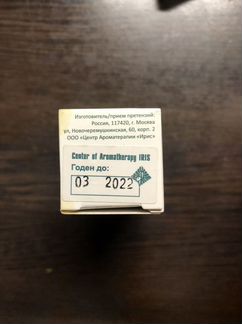 Изготовитель/прием претензий:
Россия, 117420, г. Москва
ул. Новочеремушкинская, 60, корп. 2
ООО «Центр Ароматерапии «Ирис»
Center of Aromatherapy IRIS
Годен до:
03 2022